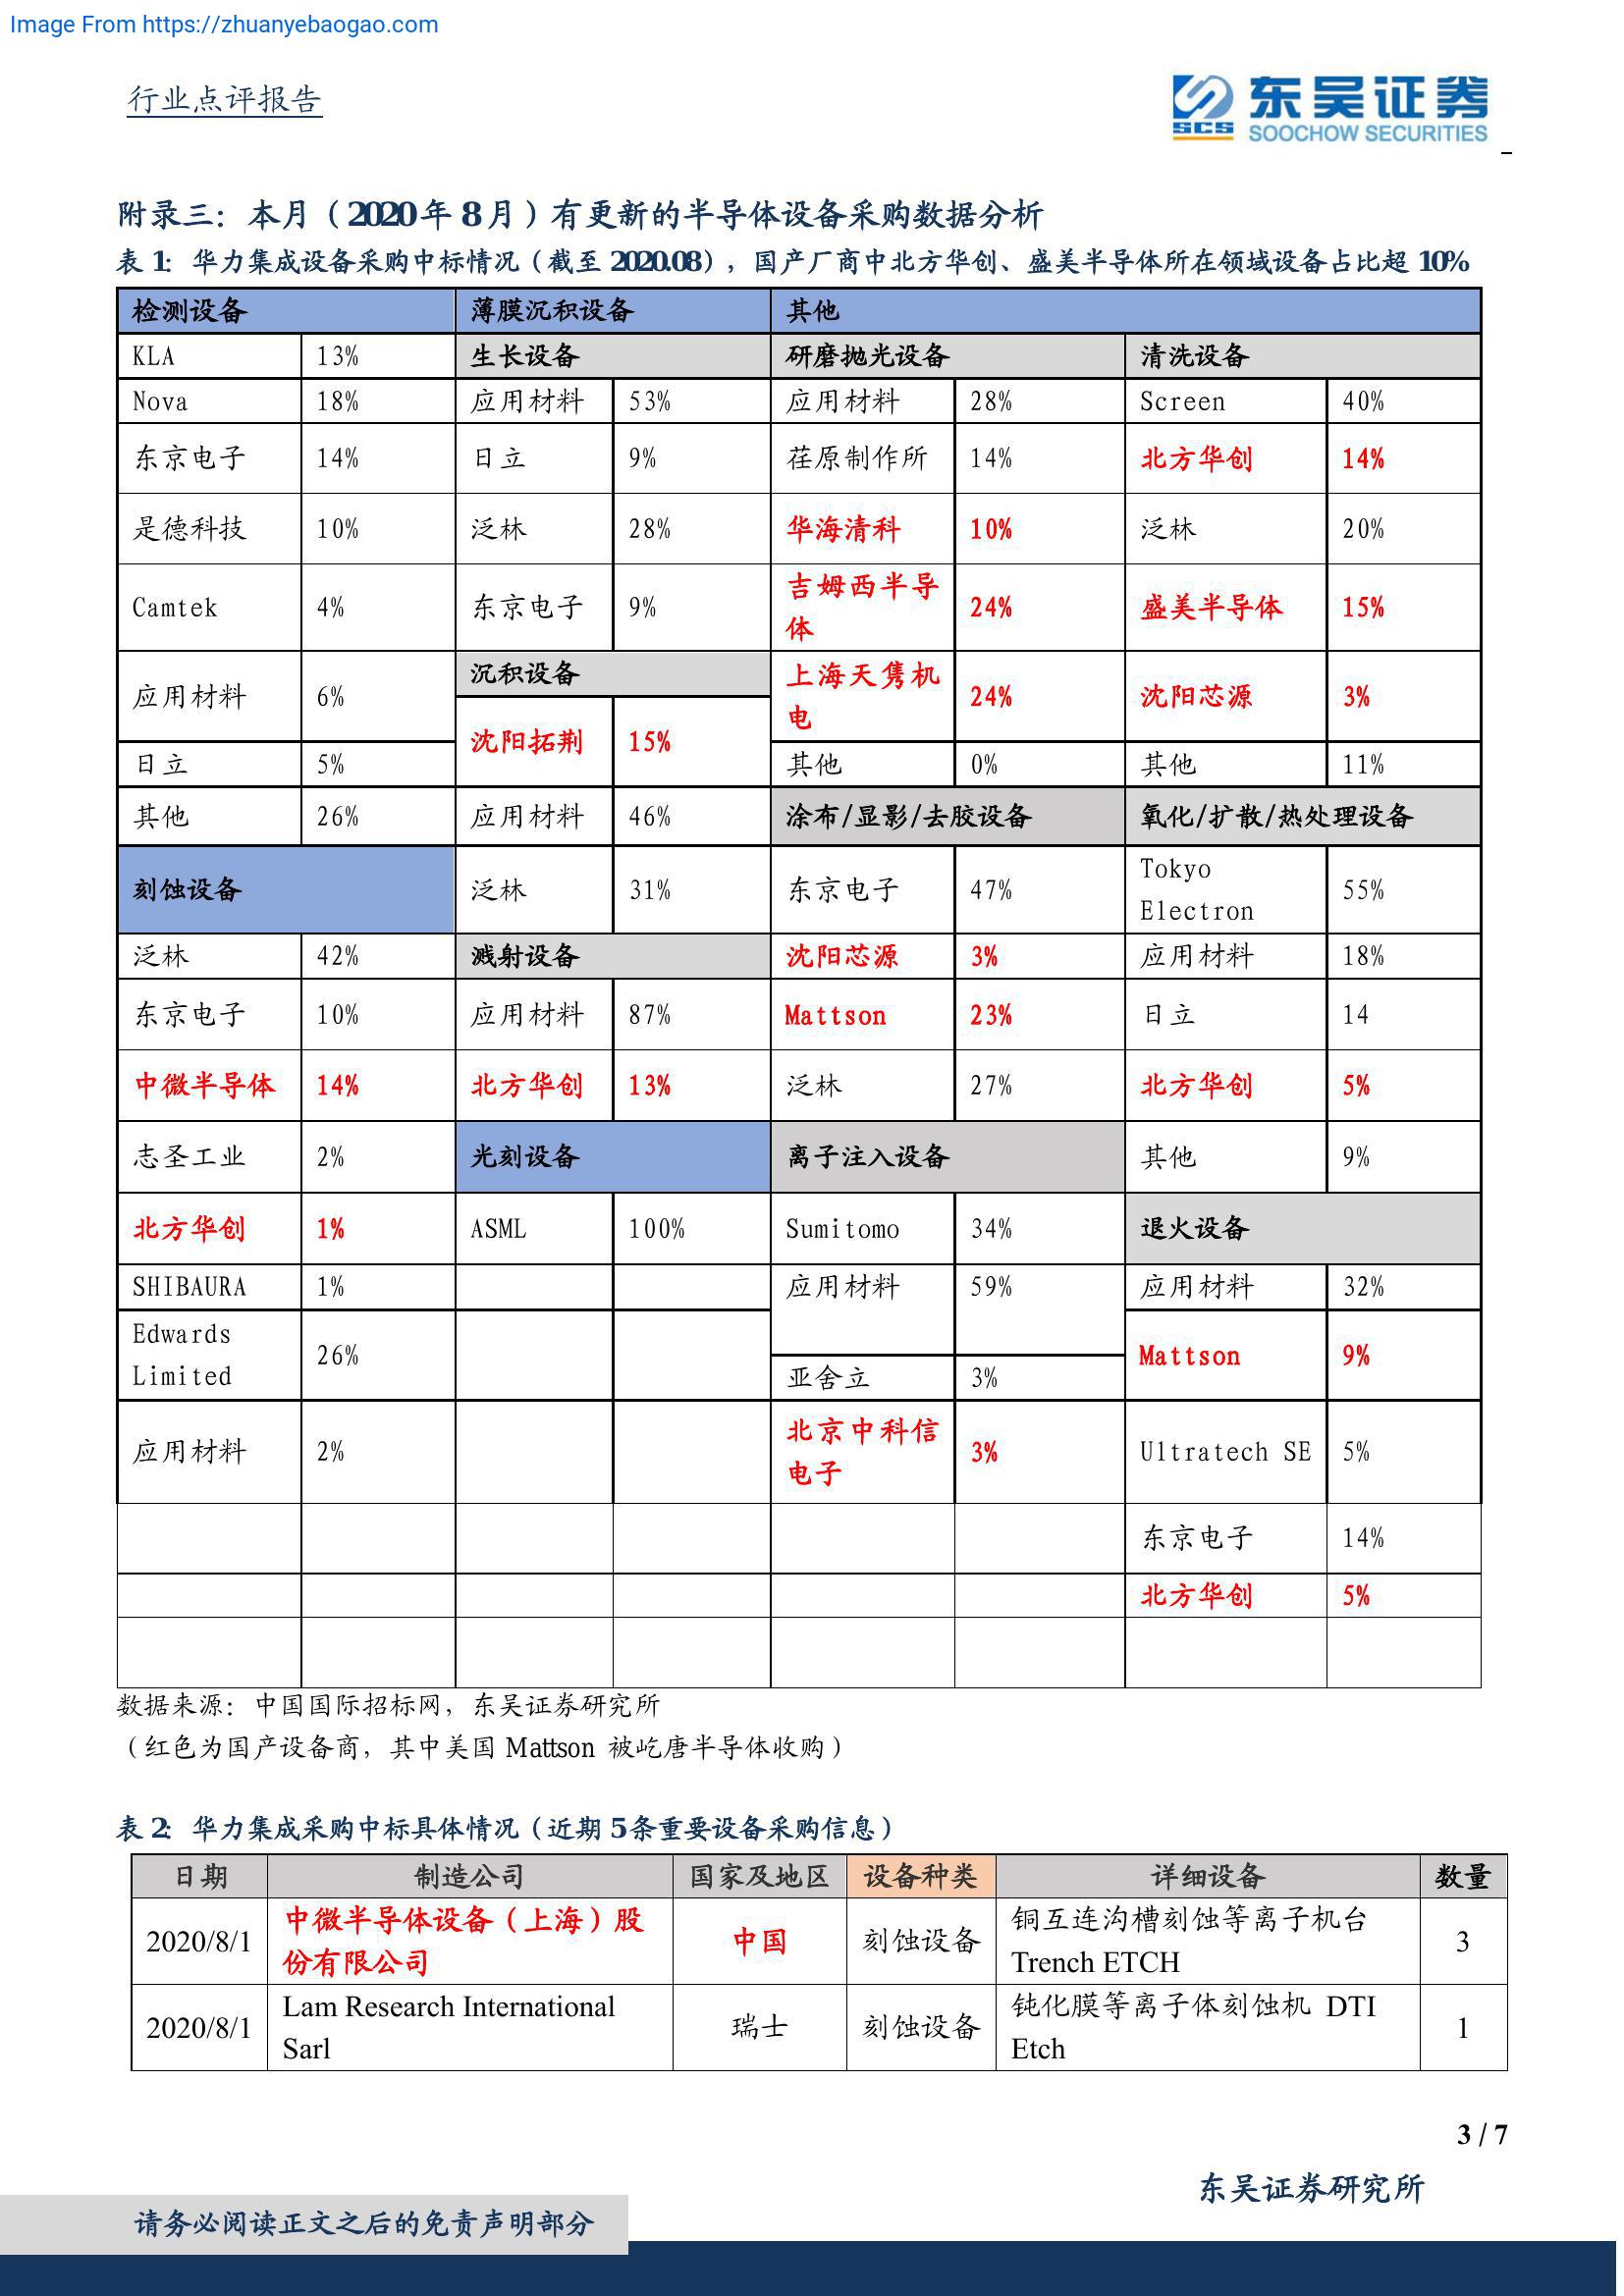 Image From https://zhuanyebaogao.com
行业点评报告
SCS 东吴证券
SOOCHOW SECURITIES
附录三：本月（2020年8月）有更新的半导体设备采购数据分析
表 1：华力集成设备采购中标情况（截至 2020.08），国产厂商中北方华创、盛美半导体所在领域设备占比超 10%
检测设备 薄膜沉积设备 其他
KLA 13% 生长设备 研磨抛光设备 清洗设备
Nova 18% 应用材料 53% 应用材料 28% Screen 40%
东京电子 14% 日立 9% 荏原制作所 14% 北方华创 14%
是德科技 10% 泛林 28% 华海清科 10% 泛林 20%
Camtek 4% 东京电子 9% 吉姆西半导体 24% 盛美半导体 15%
应用材料 6% 沉积设备 上海天隽机电 24% 沈阳芯源 3%
日立 5% 沈阳拓荆 15% 其他 0% 其他 11%
其他 26% 应用材料 46% 涂布/显影/去胶设备 氧化/扩散/热处理设备
刻蚀设备 泛林 31% 东京电子 47% Tokyo Electron 55%
泛林 42% 溅射设备 沈阳芯源 3% 应用材料 18%
东京电子 10% 应用材料 87% Mattson 23% 日立 14
中微半导体 14% 北方华创 13% 泛林 27% 北方华创 5%
志圣工业 2% 光刻设备 离子注入设备 其他 9%
北方华创 1% ASML 100% Sumitomo 34% 退火设备
SHIBAURA 1% 应用材料 59% 应用材料 32%
Edwards Limited 26% 亚舍立 3% Mattson 9%
应用材料 2% 北京中科信电子 3% Ultratech SE 5%
东京电子 14%
北方华创 5%
数据来源：中国国际招标网，东吴证券研究所
（红色为国产设备商，其中美国 Mattson 被屹唐半导体收购）
表 2：华力集成采购中标具体情况（近期 5 条重要设备采购信息）
日期 制造公司 国家及地区 设备种类 详细设备 数量
2020/8/1 中微半导体设备（上海）股份有限公司 中国 刻蚀设备 铜互连沟槽刻蚀等离子机台 Trench ETCH 3
2020/8/1 Lam Research International Sarl 瑞士 刻蚀设备 钝化膜等离子体刻蚀机 DTI Etch 1
3 / 7
东吴证券研究所
请务必阅读正文之后的免责声明部分